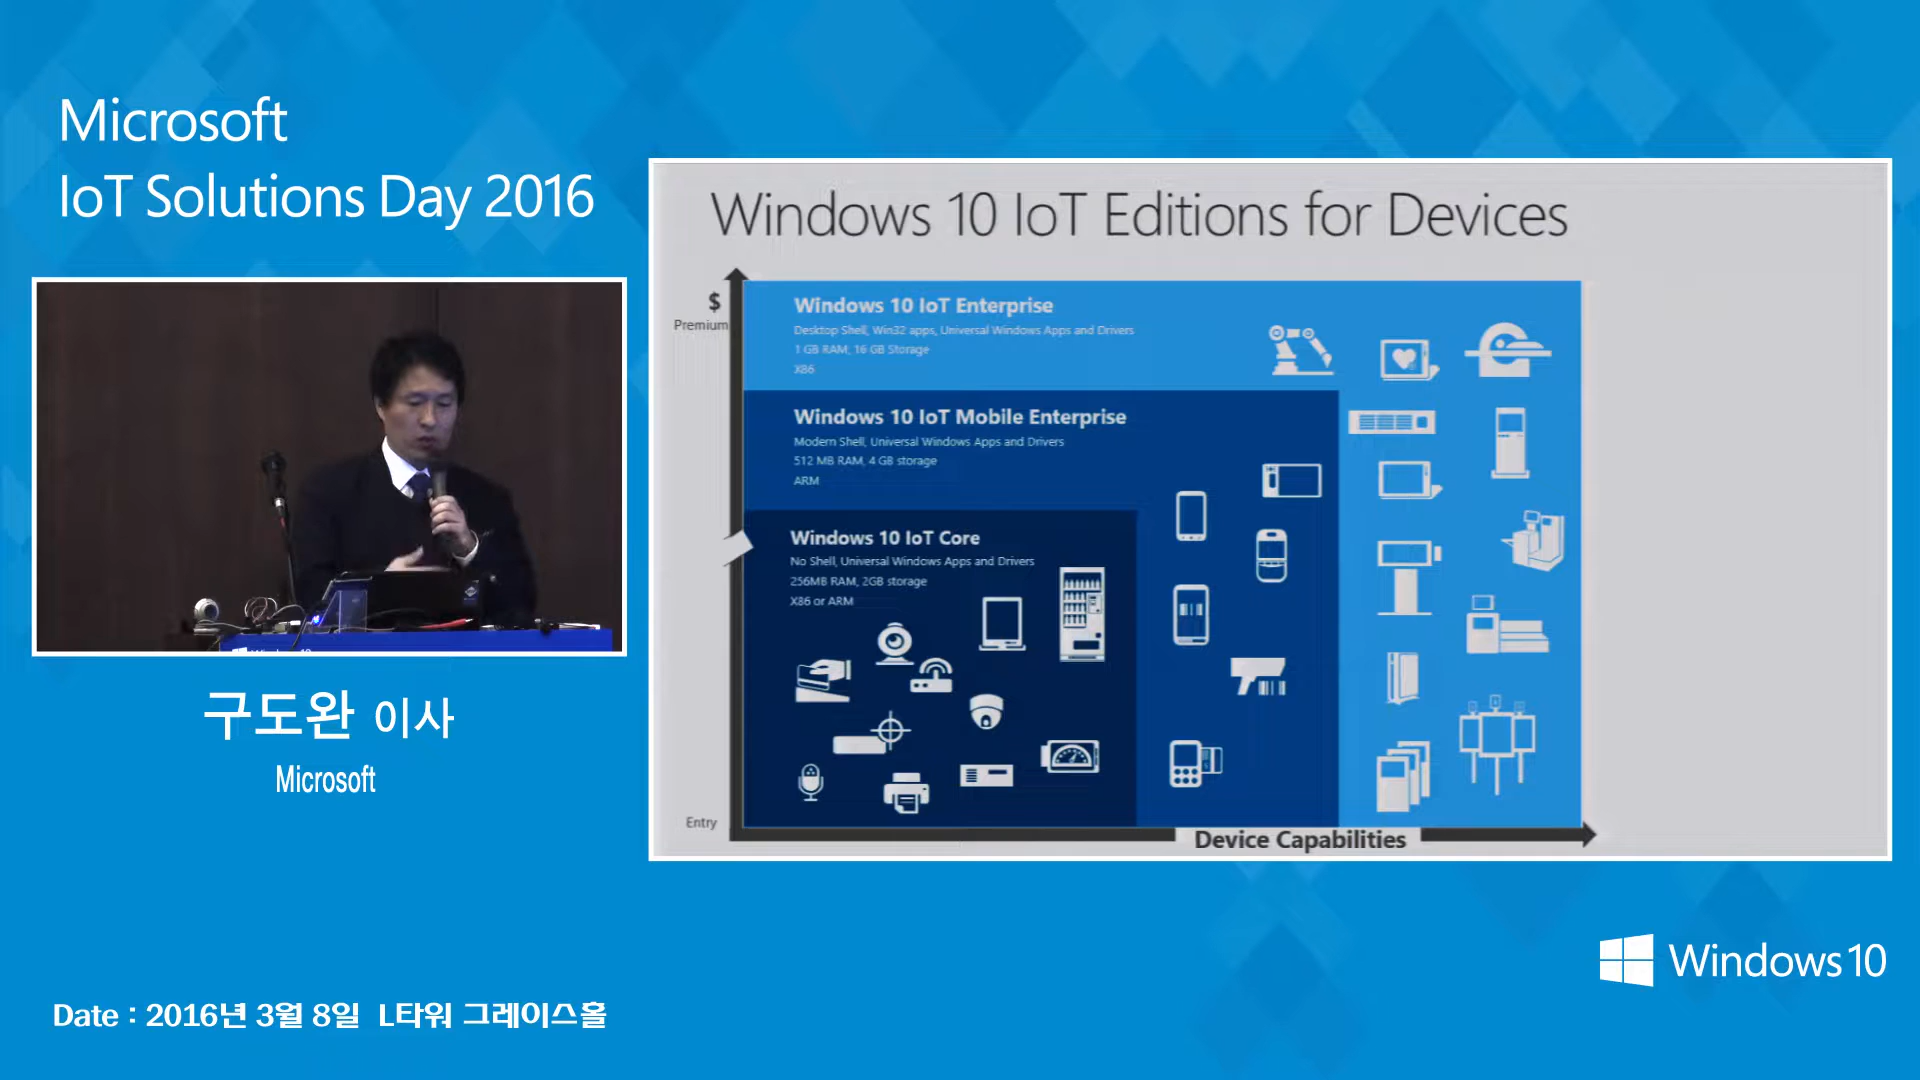 Microsoft
IoT Solutions Day 2016
구도완 이사
Microsoft
Date : 2016년 3월 8일 L타워 그레이스홀
Windows 10 IoT Editions for Devices
$
Premium
Windows 10 IoT Enterprise
Desktop Shell, Win32 apps, Universal Windows Apps and Drivers
1 GB RAM, 16 GB Storage
X86
Windows 10 IoT Mobile Enterprise
Modern Shell, Universal Windows Apps and Drivers
512 MB RAM, 4 GB storage
ARM
Windows 10 IoT Core
No Shell, Universal Windows Apps and Drivers
256MB RAM, 2GB storage
X86 or ARM
Entry
Device Capabilities
Windows 10